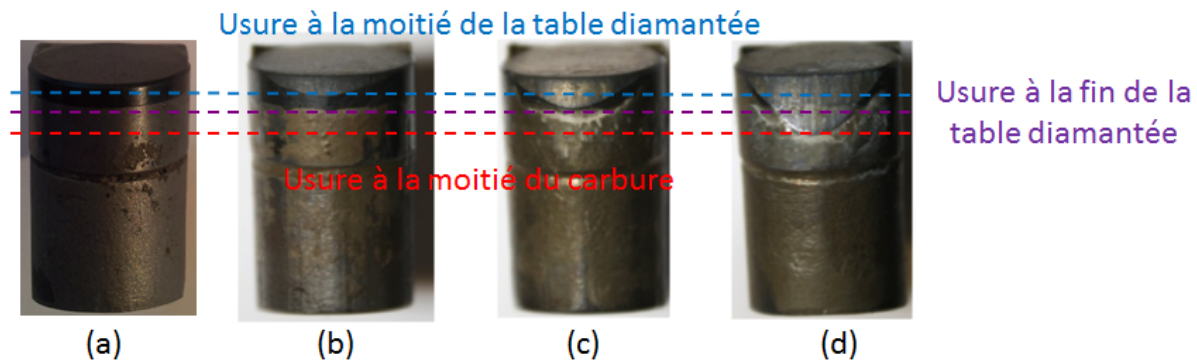 Usure à la moitié de la table diamantée
Usure à la fin de la
table diamantée
Usure à la moitié du carbure
(a)
(b)
(c)
(d)